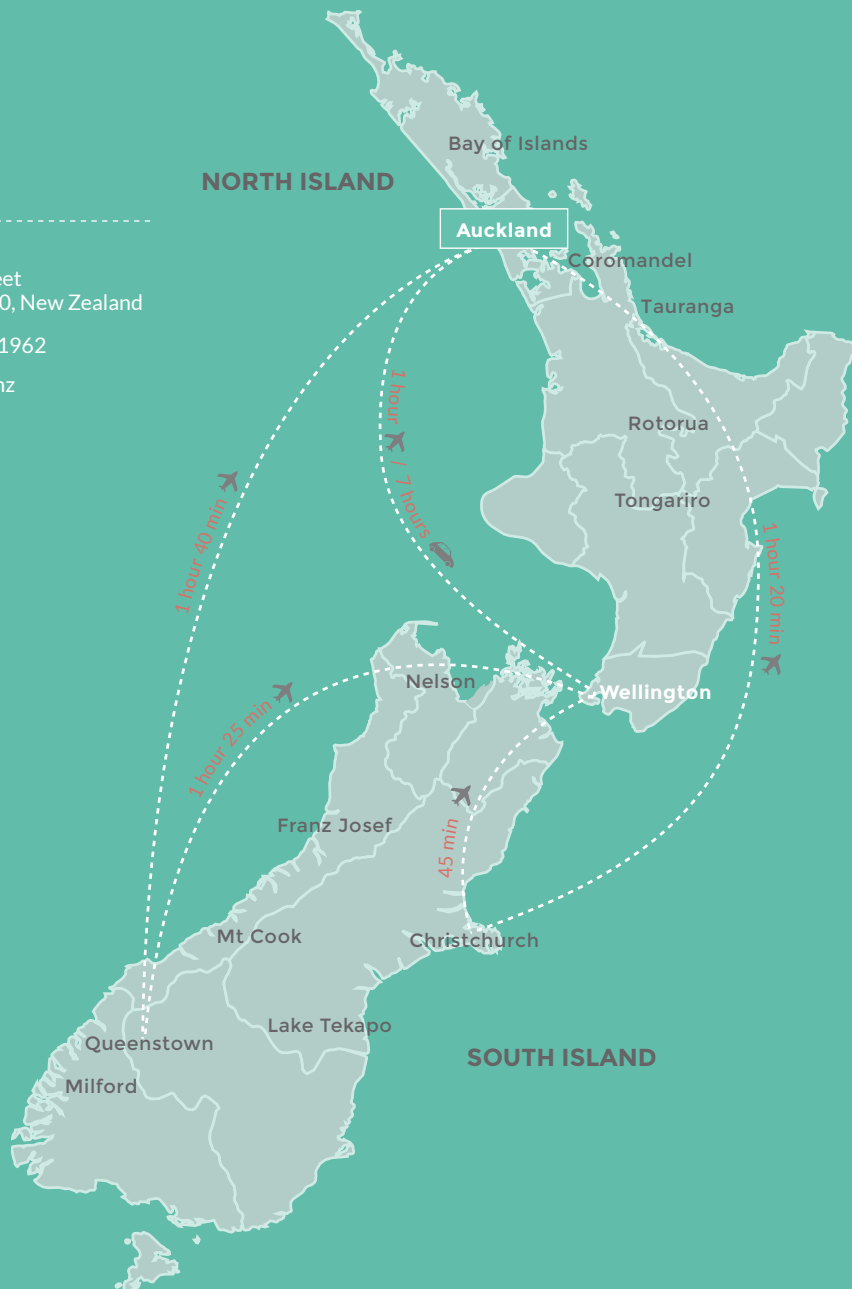 Bay of Islands
NORTH ISLAND
Auckland
Coromandel
eet
0, New Zealand
Tauranga
1962
nz
1 hour / 7 hours
Rotorua
Tongariro
1 hour 40 min
1 hour 20 min
Nelson
Wellington
1 hour 25 min
Franz Josef
45 min
Mt Cook
Christchurch
Lake Tekapo
Queenstown
SOUTH ISLAND
Milford